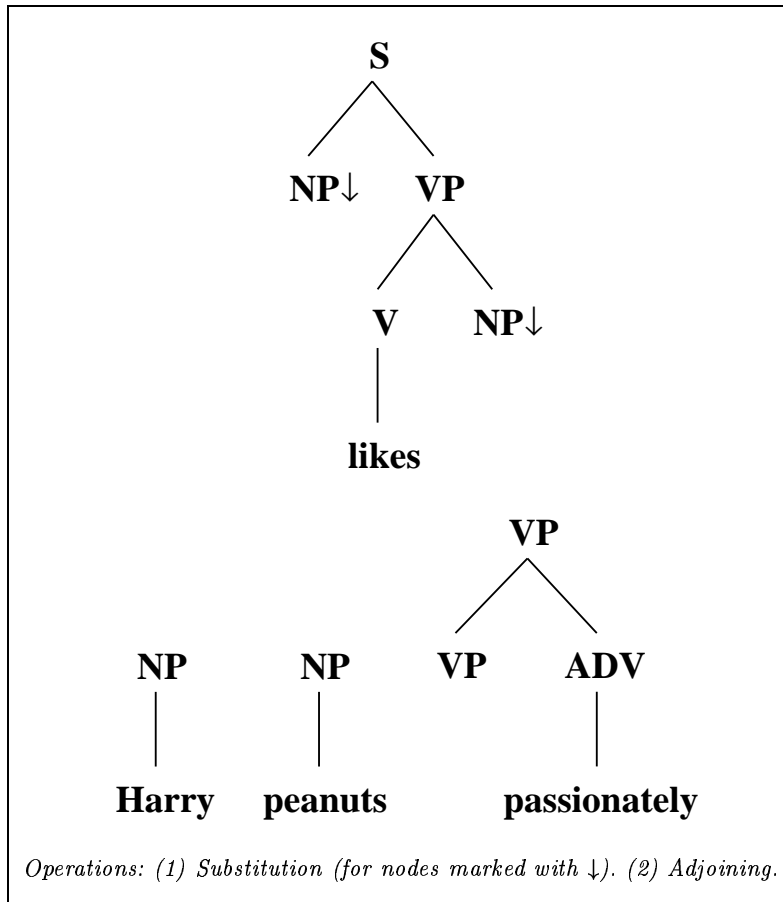 S
NP↓ VP
V NP↓
likes
VP
NP NP VP ADV
Harry peanuts passionately
Operations: (1) Substitution (for nodes marked with ↓). (2) Adjoining.